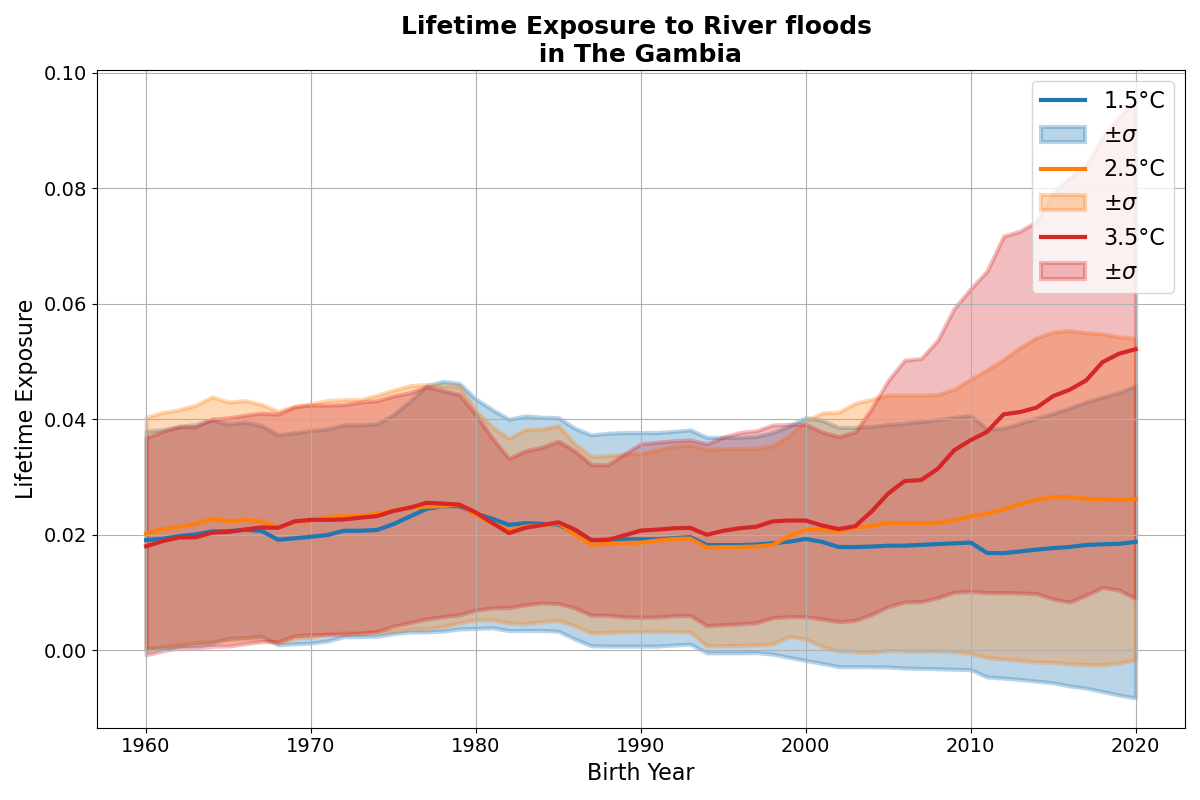 Lifetime Exposure to River floods
in The Gambia
Lifetime Exposure
0.10
0.08
0.06
0.04
0.02
0.00
1.5°C
±σ
2.5°C
±σ
3.5°C
±σ
1960 1970 1980 1990 2000 2010 2020
Birth Year